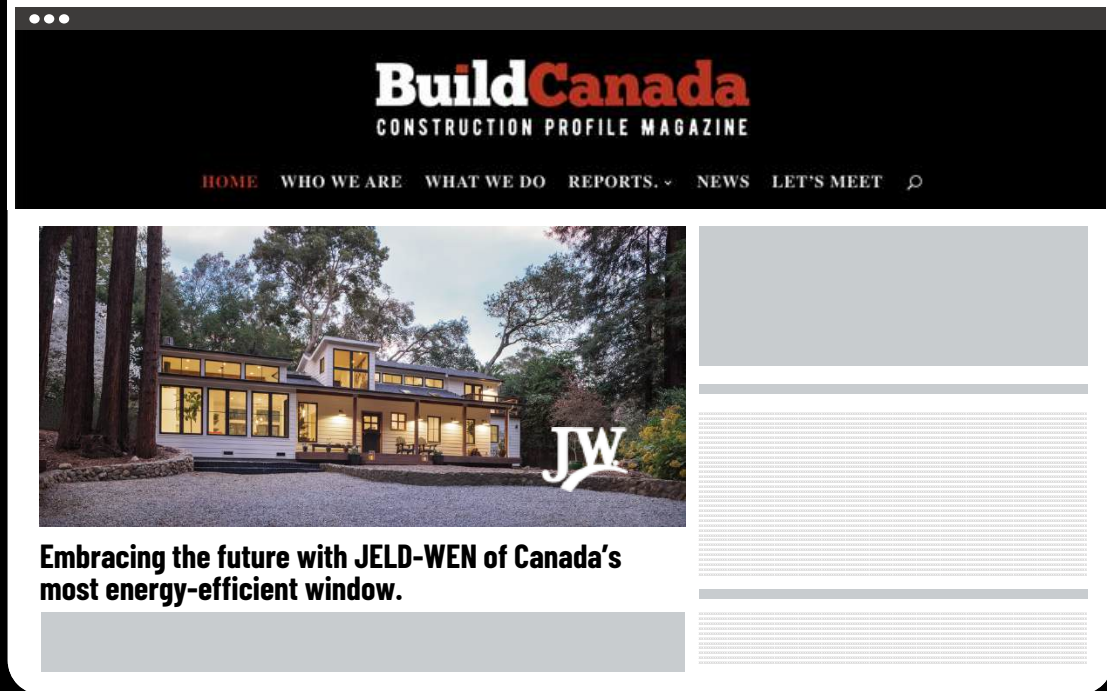 BuildCanada
CONSTRUCTION PROFILE MAGAZINE
HOME WHO WE ARE WHAT WE DO REPORTS. NEWS LET'S MEET
JW
Embracing the future with JELD-WEN of Canada’s
most energy-efficient window.